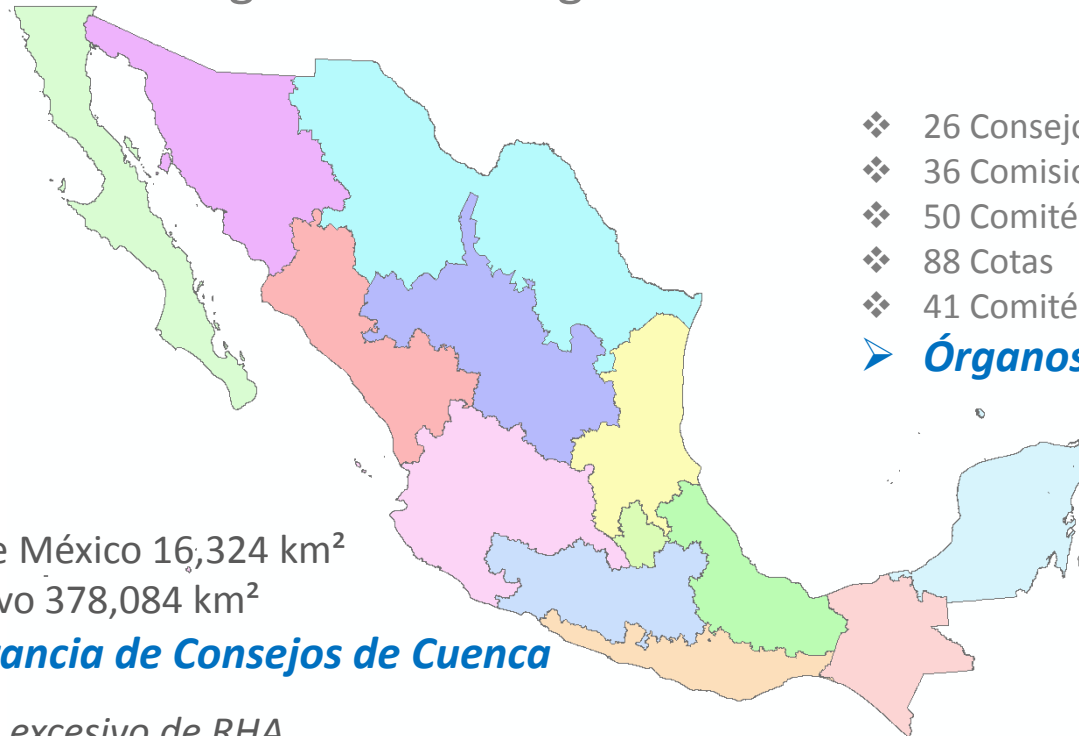 26 Consejo
36 Comisio
50 Comité
88 Cotas
41 Comité
Órganos
e México 16,324 km²
vo 378,084 km²
ancia de Consejos de Cuenca
excesivo de RHA